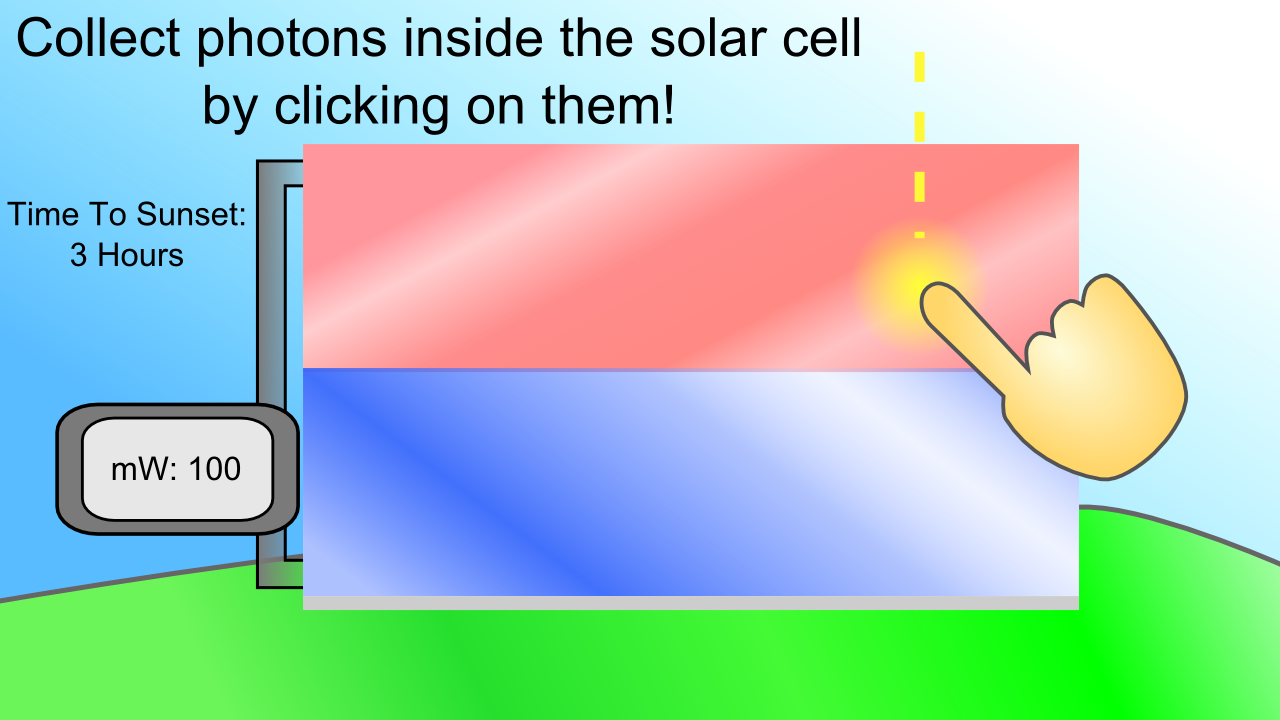 Collect photons inside the solar cell
by clicking on them!
Time To Sunset:
3 Hours
mW: 100